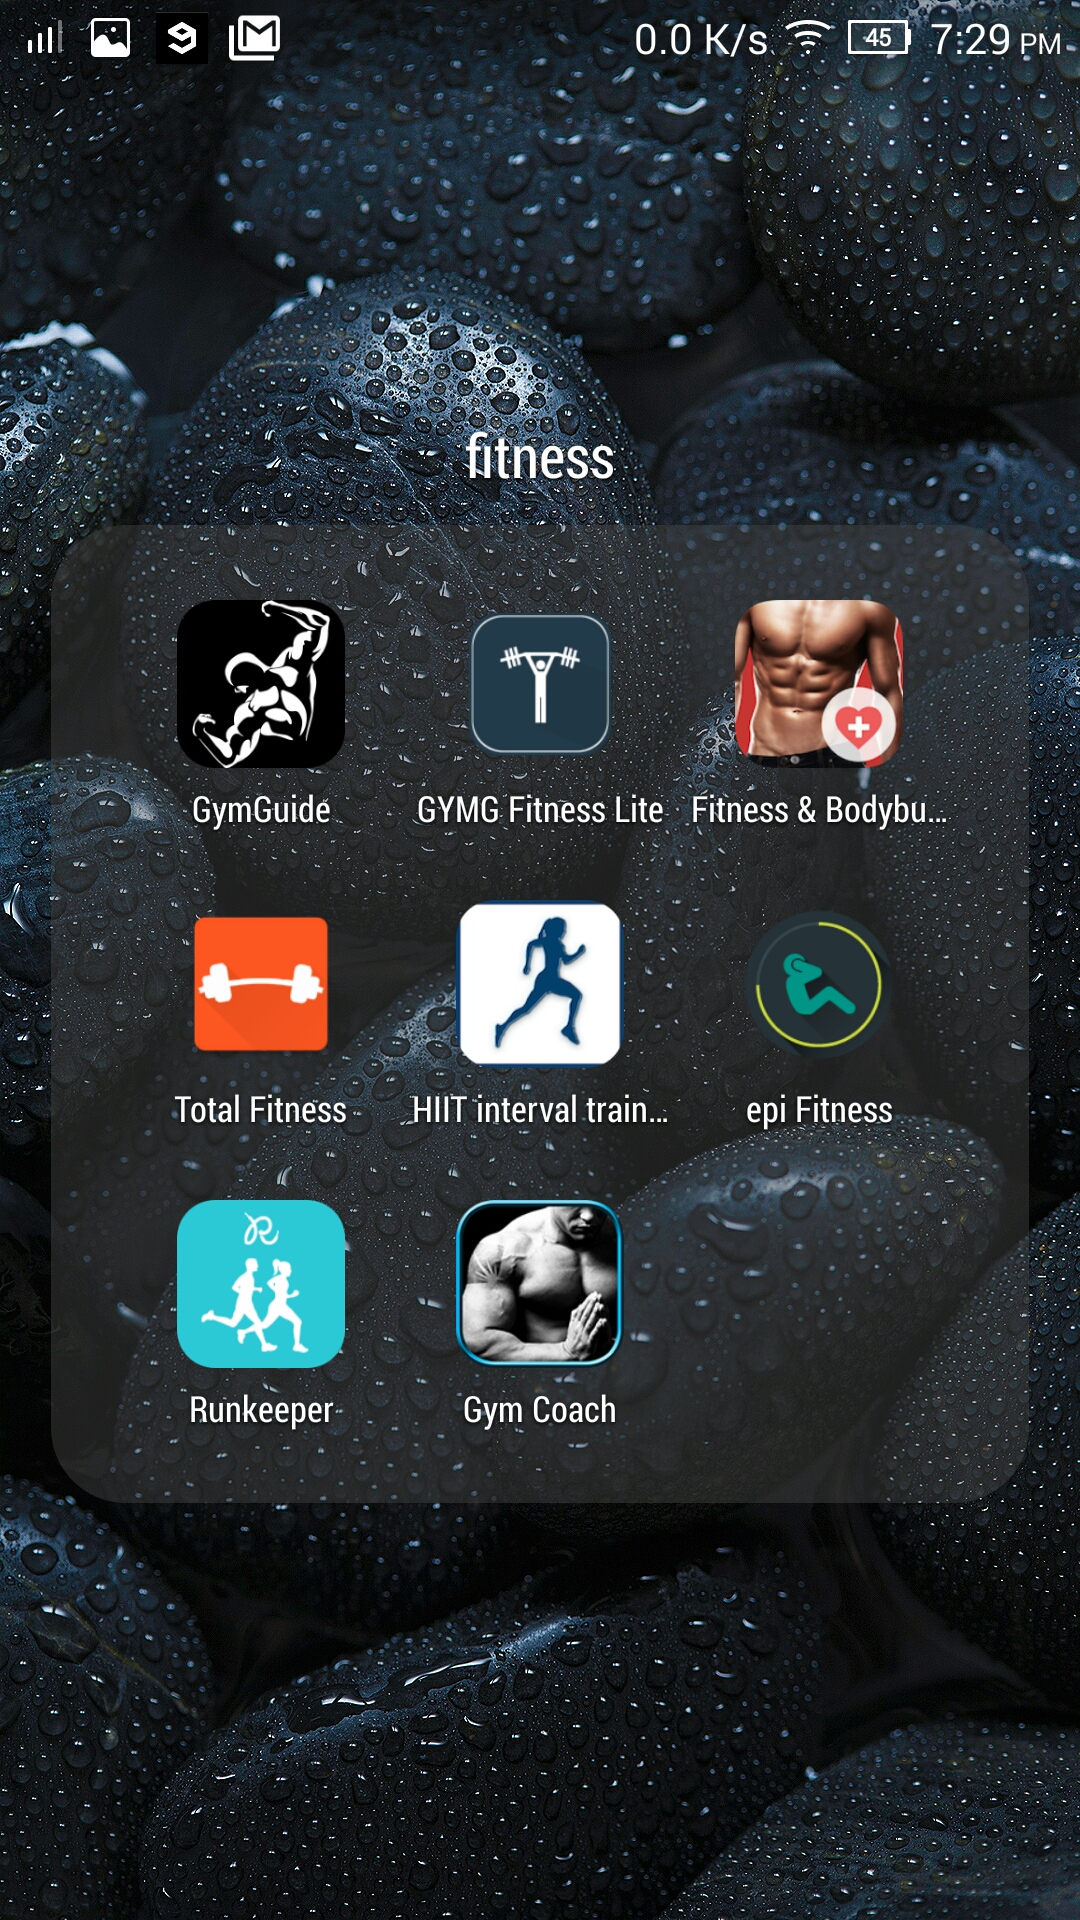 0.0 K/s 45 7:29 PM
fitness
GymGuide
GYMG Fitness Lite
Fitness & Bodybu...
Total Fitness
HIIT interval train...
epi Fitness
Runkeeper
Gym Coach